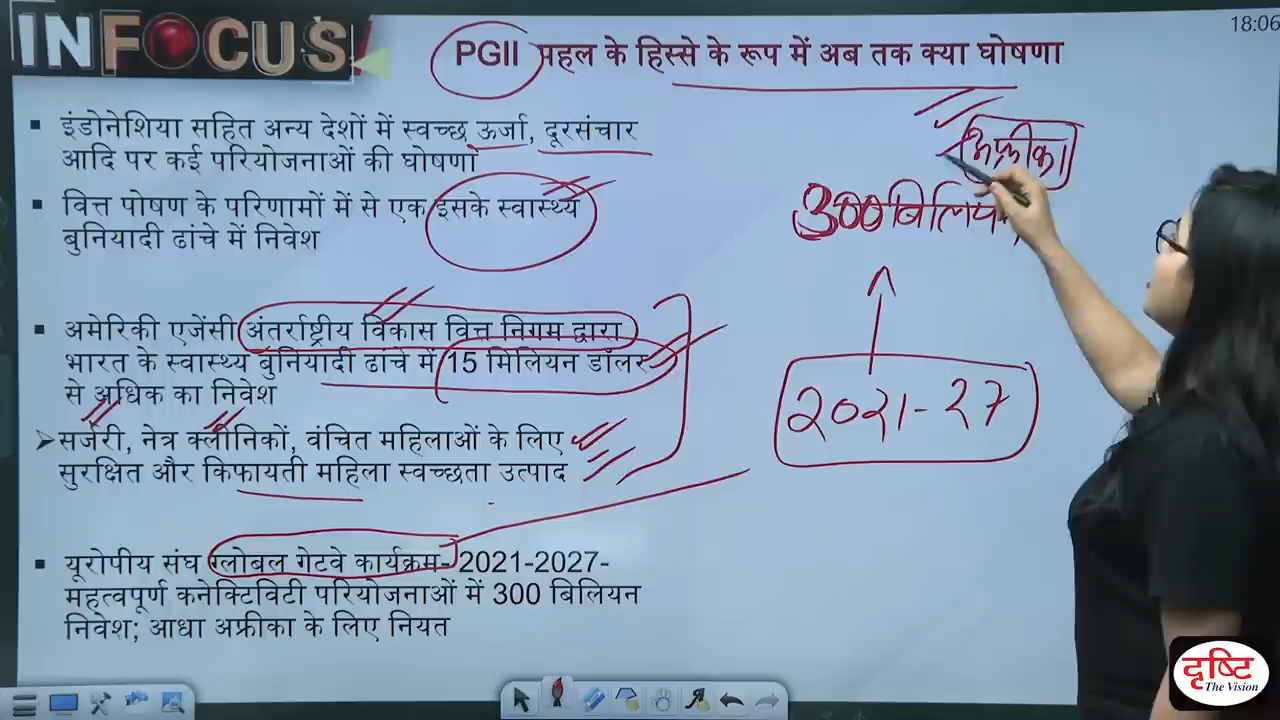 INFOCUS!
18:06
PGII पहल के हिस्से के रूप में अब तक क्या घोषणा
▪ इंडोनेशिया सहित अन्य देशों में स्वच्छ ऊर्जा, दूरसंचार
आदि पर कई परियोजनाओं की घोषणा
▪ वित्त पोषण के परिणामों में से एक इसके स्वास्थ्य
बुनियादी ढांचे में निवेश
▪ अमेरिकी एजेंसी अंतर्राष्ट्रीय विकास वित्त निगम द्वारा
भारत के स्वास्थ्य बुनियादी ढांचे में 15 मिलियन डॉलर
से अधिक का निवेश
➤ सर्जरी, नेत्र क्लीनिकों, वंचित महिलाओं के लिए
सुरक्षित और किफायती महिला स्वच्छता उत्पाद
▪ यूरोपीय संघ ग्लोबल गेटवे कार्यक्रम- 2021-2027-
महत्वपूर्ण कनेक्टिविटी परियोजनाओं में 300 बिलियन
निवेश; आधा अफ्रीका के लिए नियत
अफ्रीका
300 बिलियन
2021-27
दृष्टि
The Vision